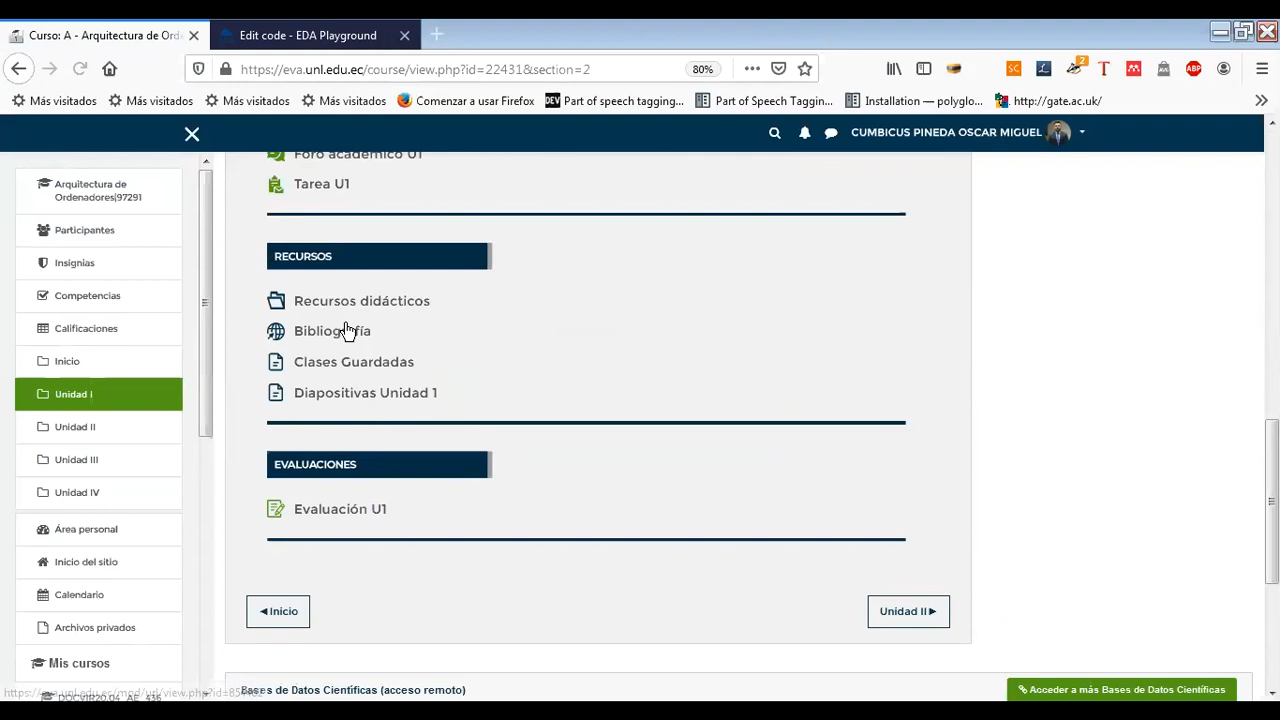 Curso: A - Arquitectura de Orde
Edit code - EDA Playground
https://eva.unl.edu.ec/course/view.php?id=22431&section=2
80%
Más visitados
Más visitados
Más visitados
Más visitados
Comenzar a usar Firefox
Part of speech tagging...
Part of Speech Taggin...
Installation — polyglo...
http://gate.ac.uk/
CUMBICUS PINEDA OSCAR MIGUEL
Arquitectura de
Ordenadores|97291
Participantes
Insignias
Competencias
Calificaciones
Inicio
Unidad I
Unidad II
Unidad III
Unidad IV
Área personal
Inicio del sitio
Calendario
Archivos privados
Mis cursos
DOCVIR20.04_AE_436
Foro académico U1
Tarea U1
RECURSOS
Recursos didácticos
Bibliografía
Clases Guardadas
Diapositivas Unidad 1
EVALUACIONES
Evaluación U1
Inicio
Unidad II
Bases de Datos Científicas (acceso remoto)
Acceder a más Bases de Datos Científicas